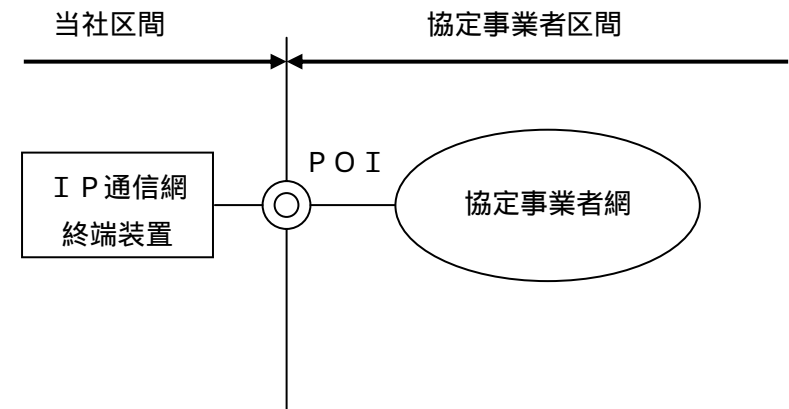 当社区間
協定事業者区間
ＰＯＩ
ＩＰ通信網
終端装置
協定事業者網